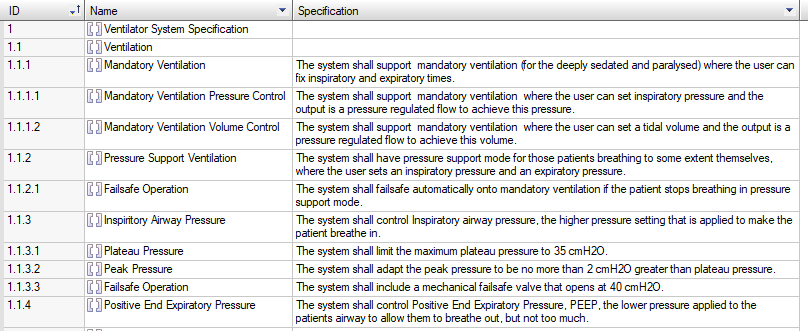 ID Name Specification
1 Ventilator System Specification
1.1 Ventilation
1.1.1 Mandatory Ventilation The system shall support mandatory ventilation (for the deeply sedated and paralysed) where the user can
fix inspiratory and expiratory times.
1.1.1.1 Mandatory Ventilation Pressure Control The system shall support mandatory ventilation where the user can set inspiratory pressure and the
output is a pressure regulated flow to achieve this pressure.
1.1.1.2 Mandatory Ventilation Volume Control The system shall support mandatory ventilation where the user can set a tidal volume and the output is a
pressure regulated flow to achieve this volume.
1.1.2 Pressure Support Ventilation The system shall have pressure support mode for those patients breathing to some extent themselves,
where the user sets an inspiratory pressure and an expiratory pressure.
1.1.2.1 Failsafe Operation The system shall failsafe automatically onto mandatory ventilation if the patient stops breathing in pressure
support mode.
1.1.3 Inspiritory Airway Pressure The system shall control Inspiratory airway pressure, the higher pressure setting that is applied to make the
patient breathe in.
1.1.3.1 Plateau Pressure The system shall limit the maximum plateau pressure to 35 cmH2O.
1.1.3.2 Peak Pressure The system shall adapt the peak pressure to be no more than 2 cmH2O greater than plateau pressure.
1.1.3.3 Failsafe Operation The system shall include a mechanical failsafe valve that opens at 40 cmH2O.
1.1.4 Positive End Expiratory Pressure The system shall control Positive End Expiratory Pressure, PEEP, the lower pressure applied to the
patients airway to allow them to breathe out, but not too much.